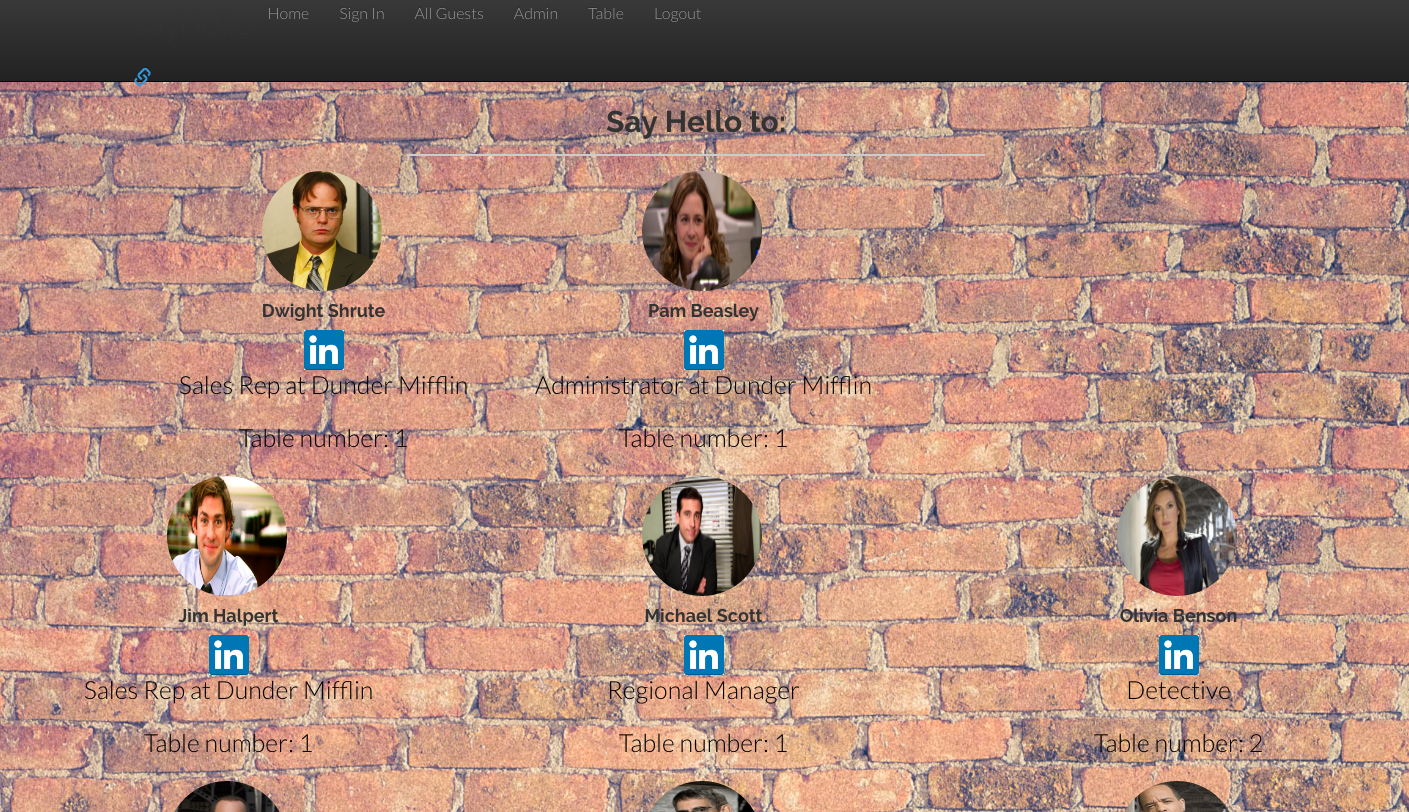 Home Sign In All Guests Admin Table Logout
Say Hello to:
Dwight Shrute Pam Beasley
in in
Sales Rep at Dunder Mifflin Administrator at Dunder Mifflin
Table number: 1 Table number: 1
Jim Halpert Michael Scott Olivia Benson
in in in
Sales Rep at Dunder Mifflin Regional Manager Detective
Table number: 1 Table number: 1 Table number: 2